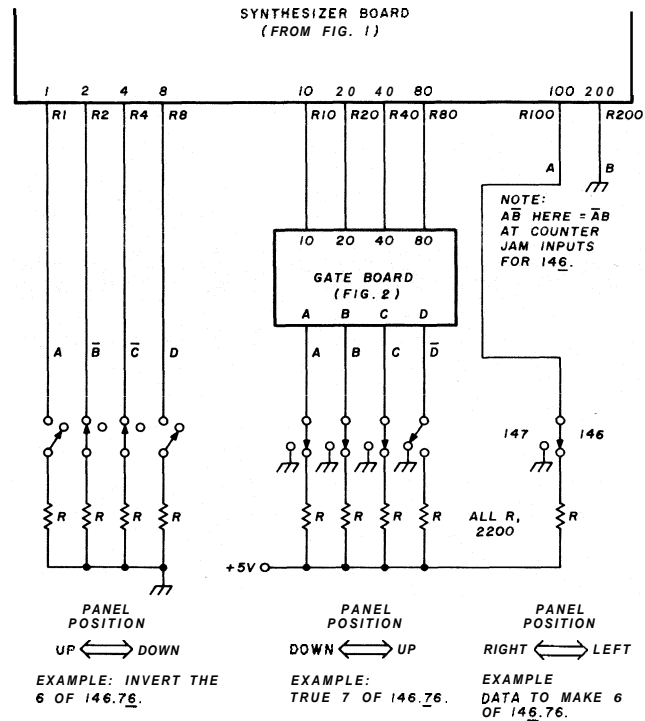 SYNTHESIZER BOARD
(FROM FIG. 1)
1 2 4 8 10 20 40 80 100 200
R1 R2 R4 R8 R10 R20 R40 R80 R100 R200
A B
NOTE:
AB̅ HERE = A̅B
AT COUNTER
JAM INPUTS
FOR 146.
10 20 40 80
GATE BOARD
(FIG. 2)
A B C D
A B̅ C̅ D A B C D̅
147 146
R R R R R R R R R
ALL R,
2200
+5V
PANEL
POSITION
UP DOWN
EXAMPLE: INVERT THE
6 OF 146.76.
PANEL
POSITION
DOWN UP
EXAMPLE:
TRUE 7 OF 146.76.
PANEL
POSITION
RIGHT LEFT
EXAMPLE
DATA TO MAKE 6
OF 146.76.